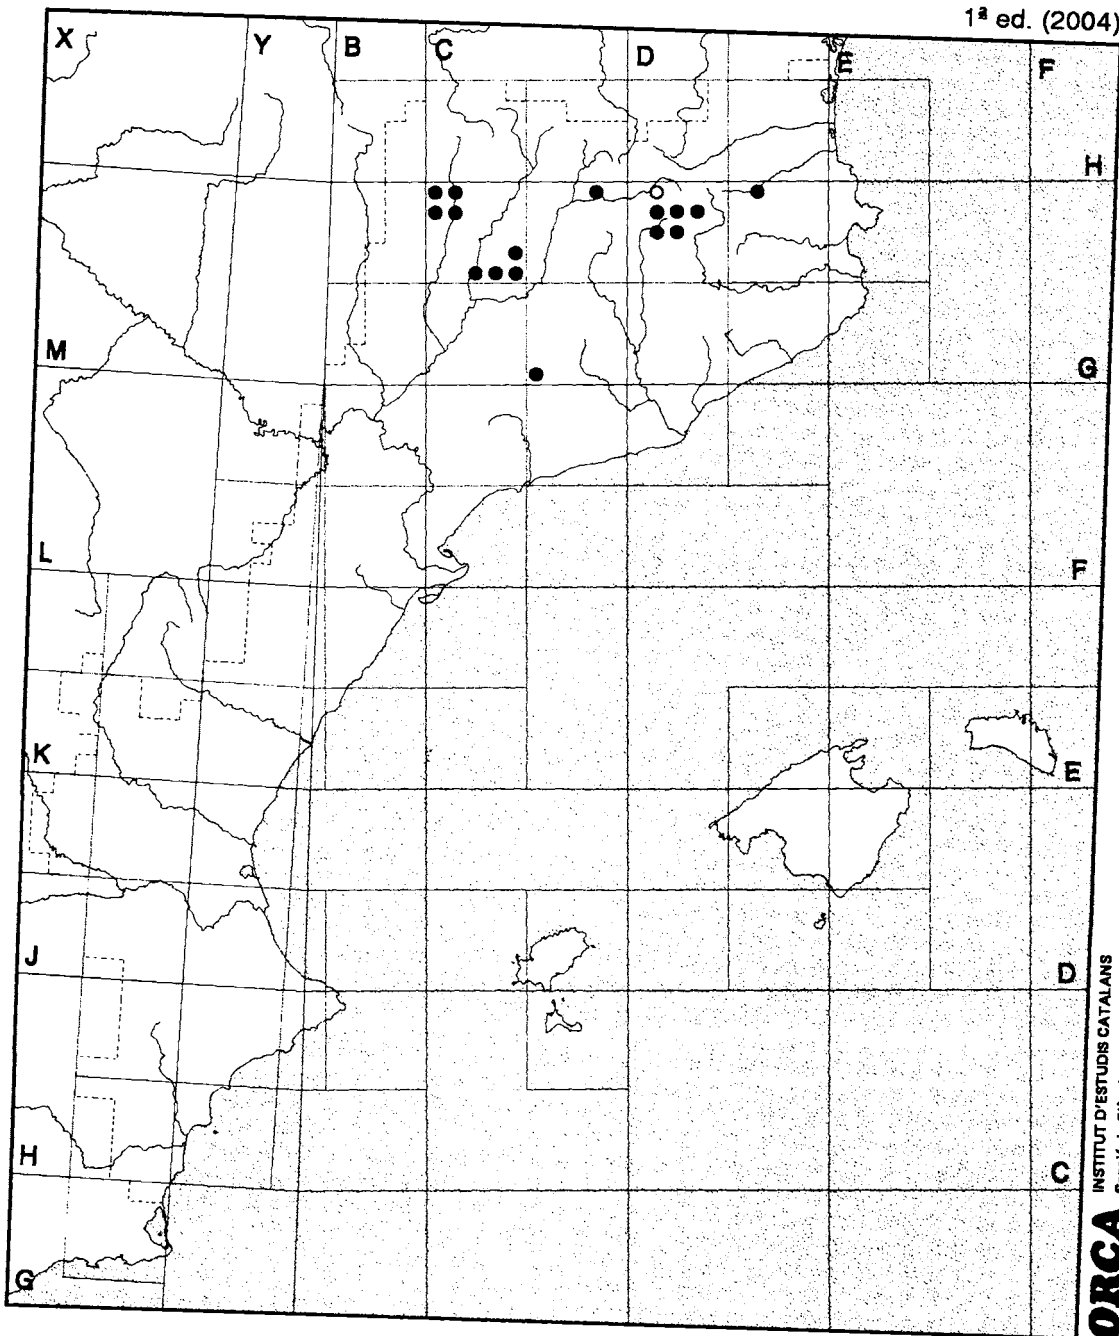 1ª ed. (2004)
X Y B C D E F
H
M G
L F
K E
J D
H C
G
ORCA
INSTITUT D'ESTUDIS CATALANS